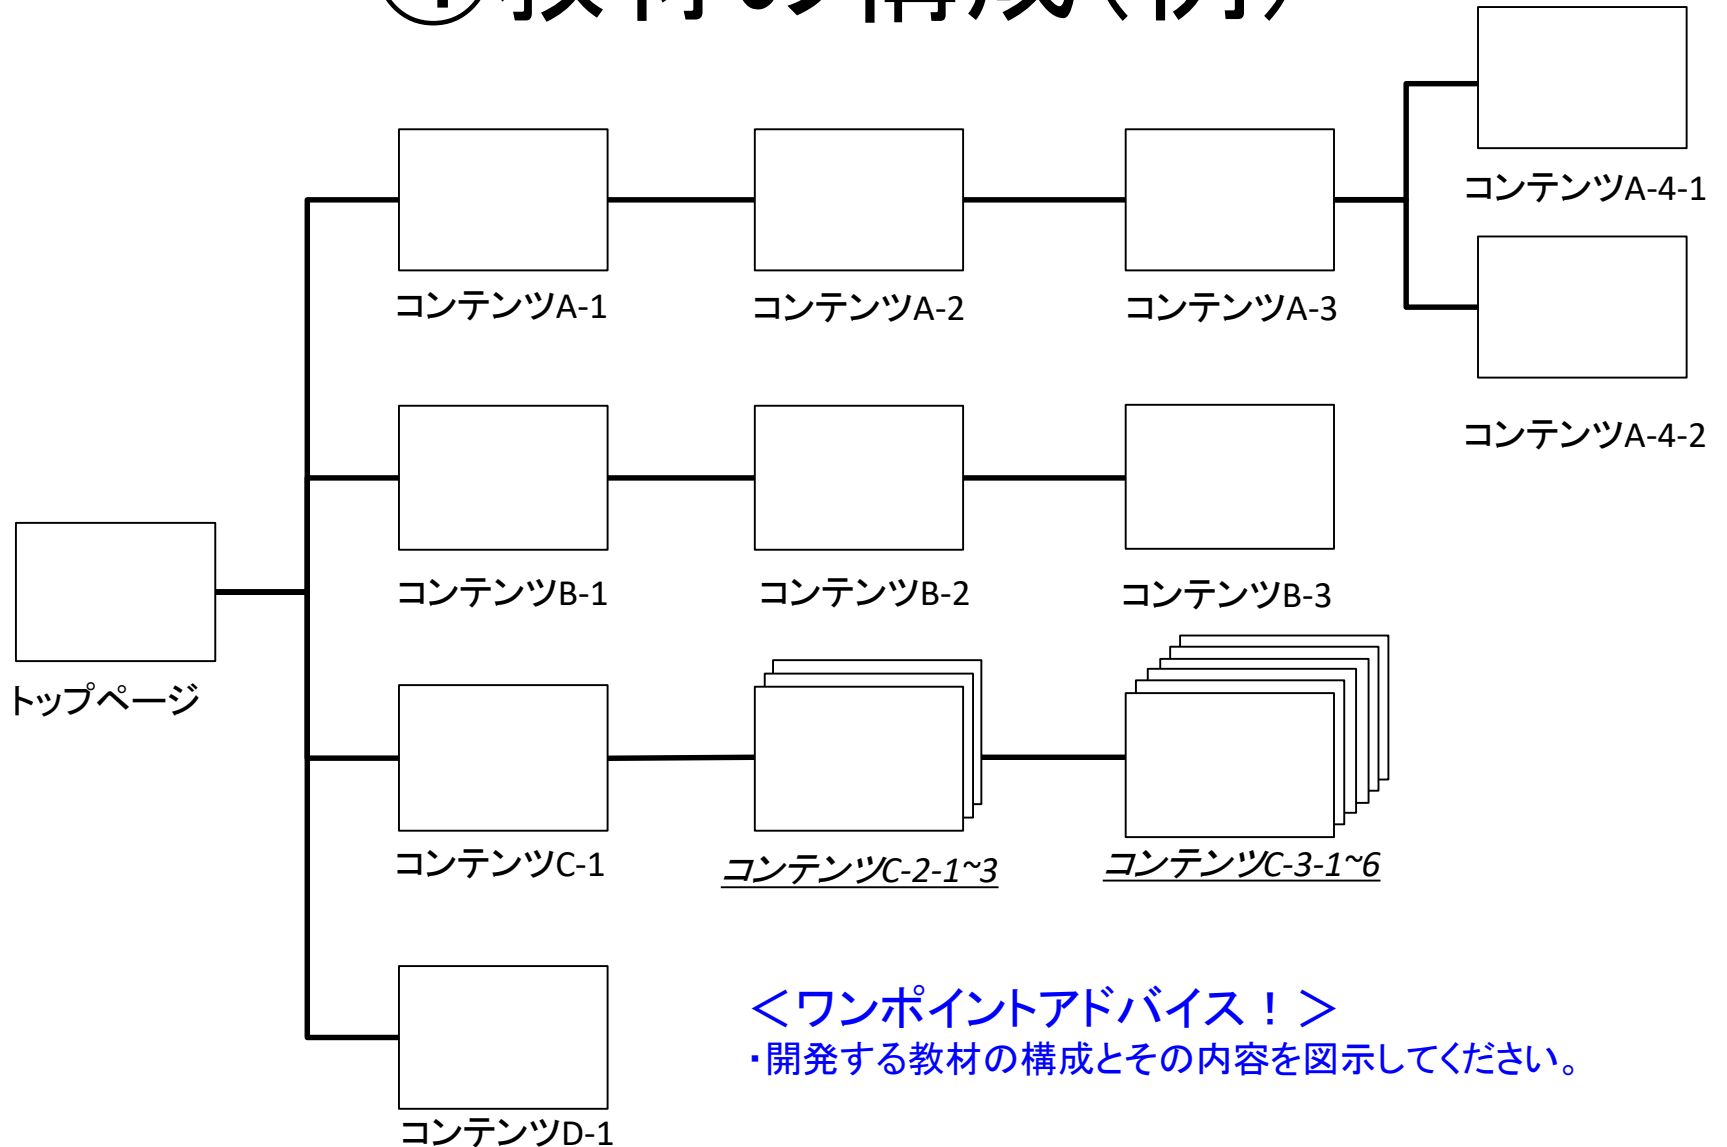 教材の構成（例）
コンテンツA-4-1
コンテンツA-1
コンテンツA-2
コンテンツA-3
コンテンツA-4-2
コンテンツB-1
コンテンツB-2
コンテンツB-3
トップページ
コンテンツC-1
コンテンツC-2-1~3
コンテンツC-3-1~6
＜ワンポイントアドバイス！＞
・開発する教材の構成とその内容を図示してください。
コンテンツD-1